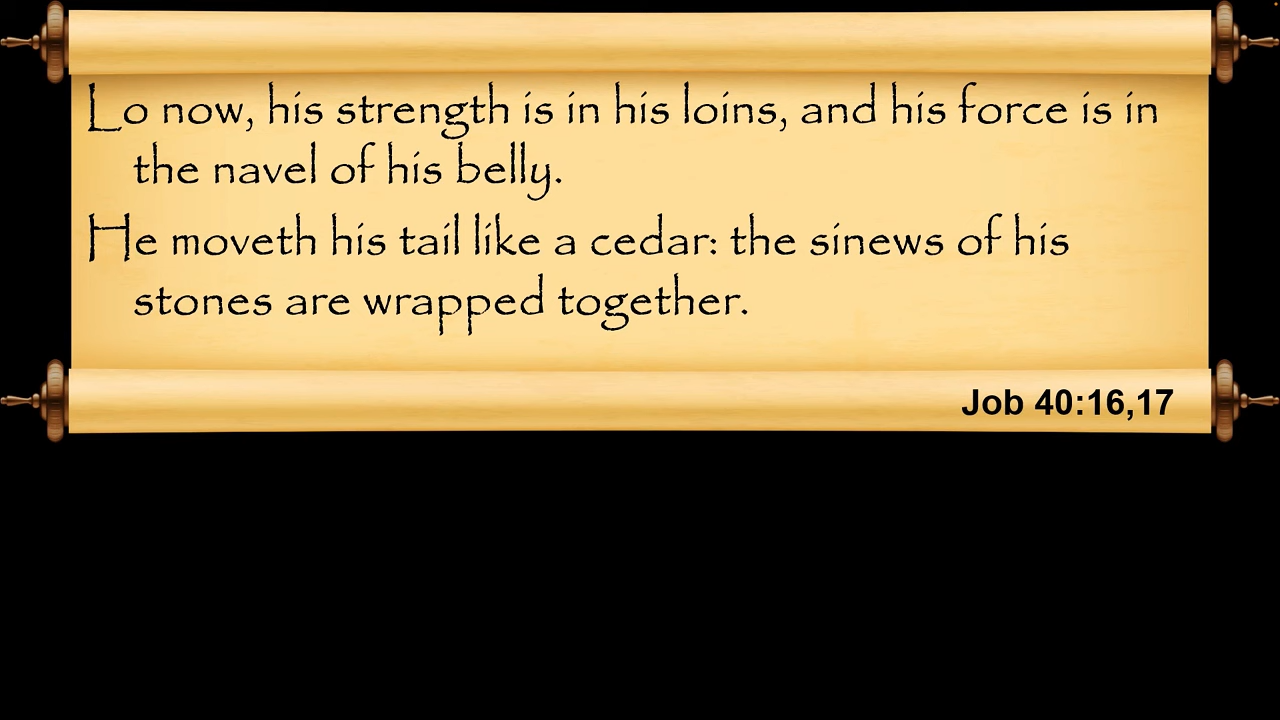 Lo now, his strength is in his loins, and his force is in
the navel of his belly.
He moveth his tail like a cedar: the sinews of his
stones are wrapped together.
Job 40:16,17